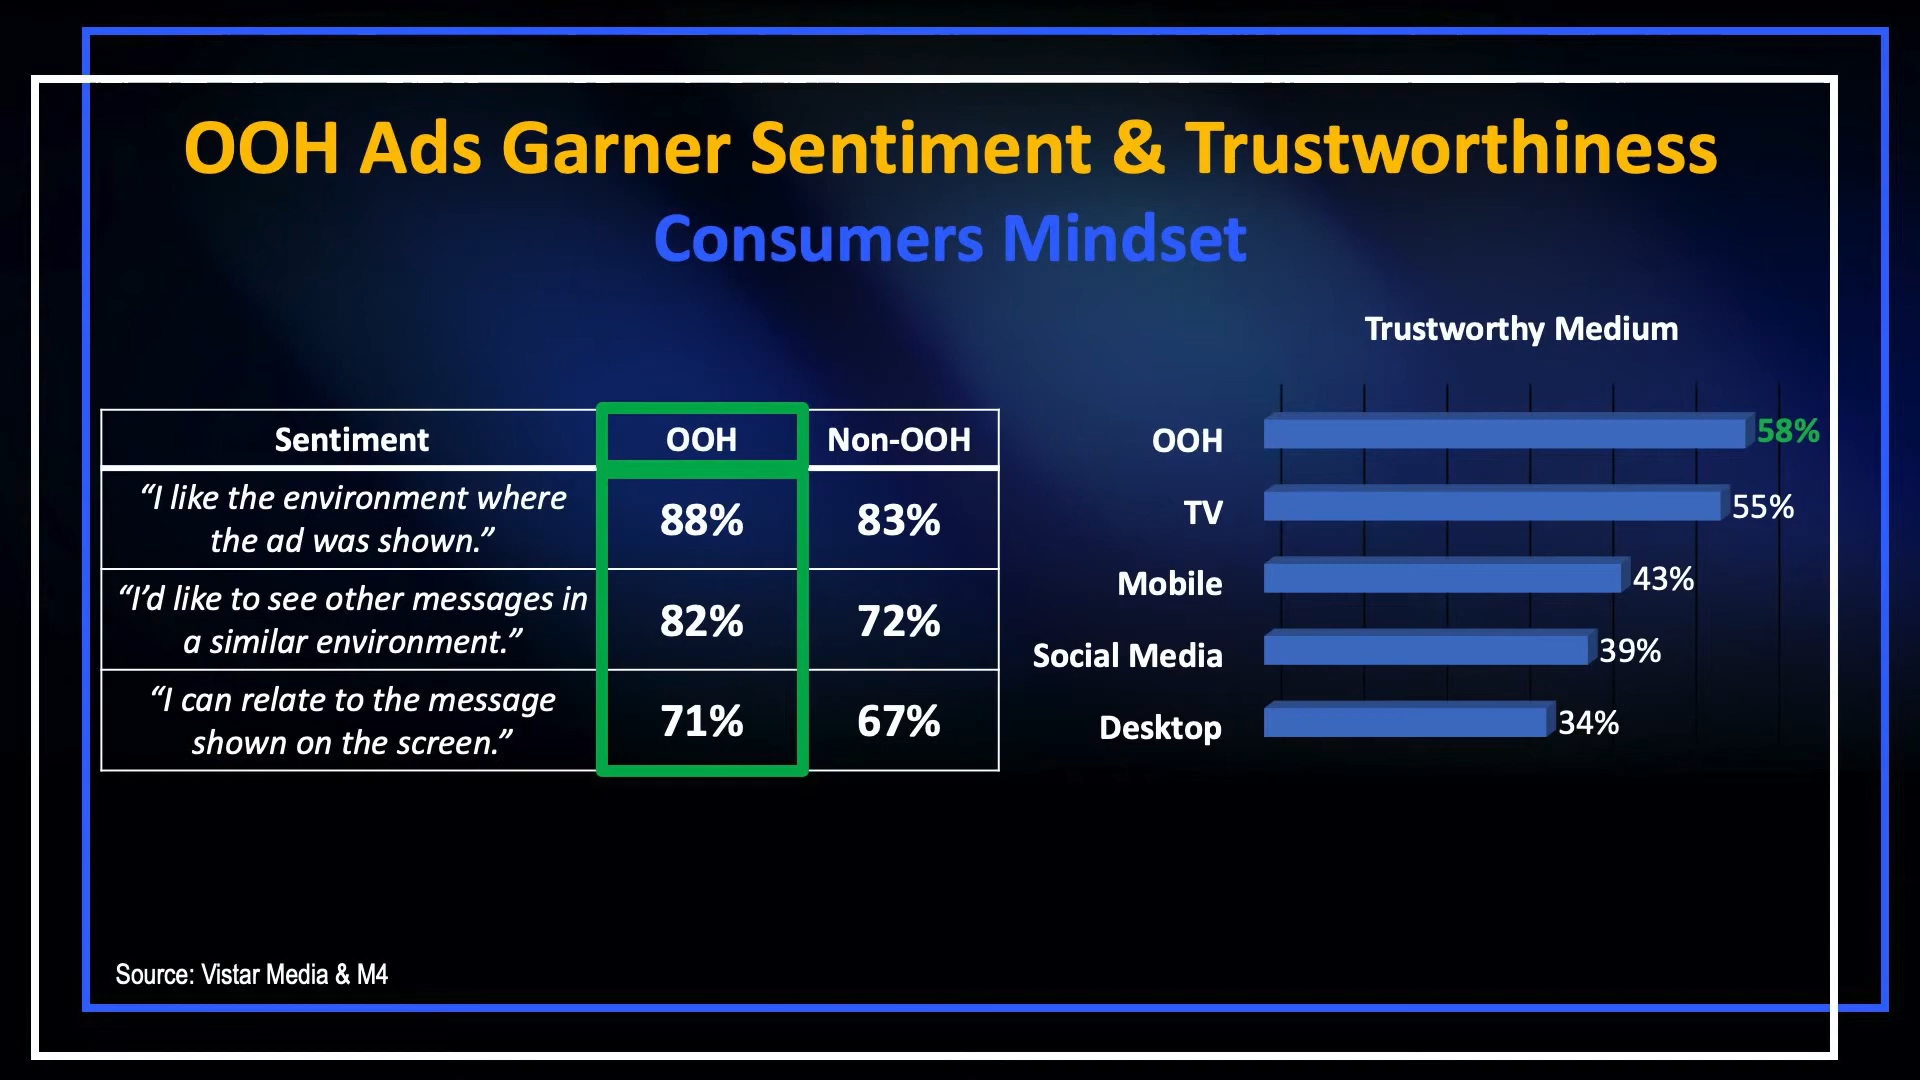 OOH Ads Garner Sentiment & Trustworthiness
Consumers Mindset
Sentiment OOH Non-OOH
“I like the environment where
the ad was shown.” 88% 83%
“I’d like to see other messages in
a similar environment.” 82% 72%
“I can relate to the message
shown on the screen.” 71% 67%
Trustworthy Medium
OOH 58%
TV 55%
Mobile 43%
Social Media 39%
Desktop 34%
Source: Vistar Media & M4